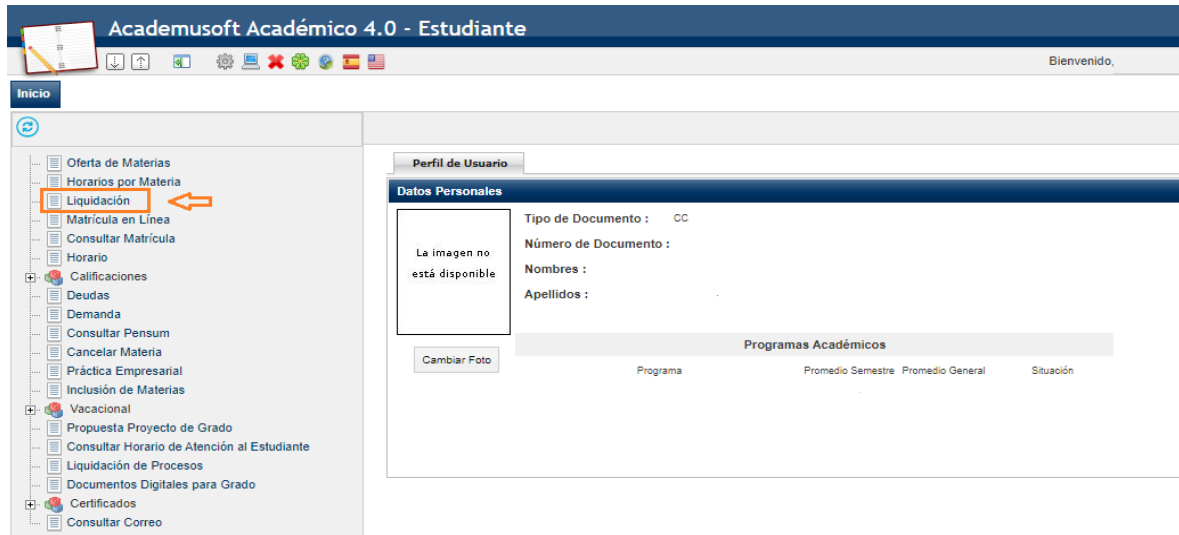 Academusoft Académico 4.0 - Estudiante
Bienvenido,
Inicio
Oferta de Materias
Horarios por Materia
Liquidación
Matrícula en Línea
Consultar Matrícula
Horario
Calificaciones
Deudas
Demanda
Consultar Pensum
Cancelar Materia
Práctica Empresarial
Inclusión de Materias
Vacacional
Propuesta Proyecto de Grado
Consultar Horario de Atención al Estudiante
Liquidación de Procesos
Documentos Digitales para Grado
Certificados
Consultar Correo
Perfil de Usuario
Datos Personales
La imagen no
está disponible
Cambiar Foto
Tipo de Documento : CC
Número de Documento :
Nombres :
Apellidos :
Programas Académicos
Programa Promedio Semestre Promedio General Situación